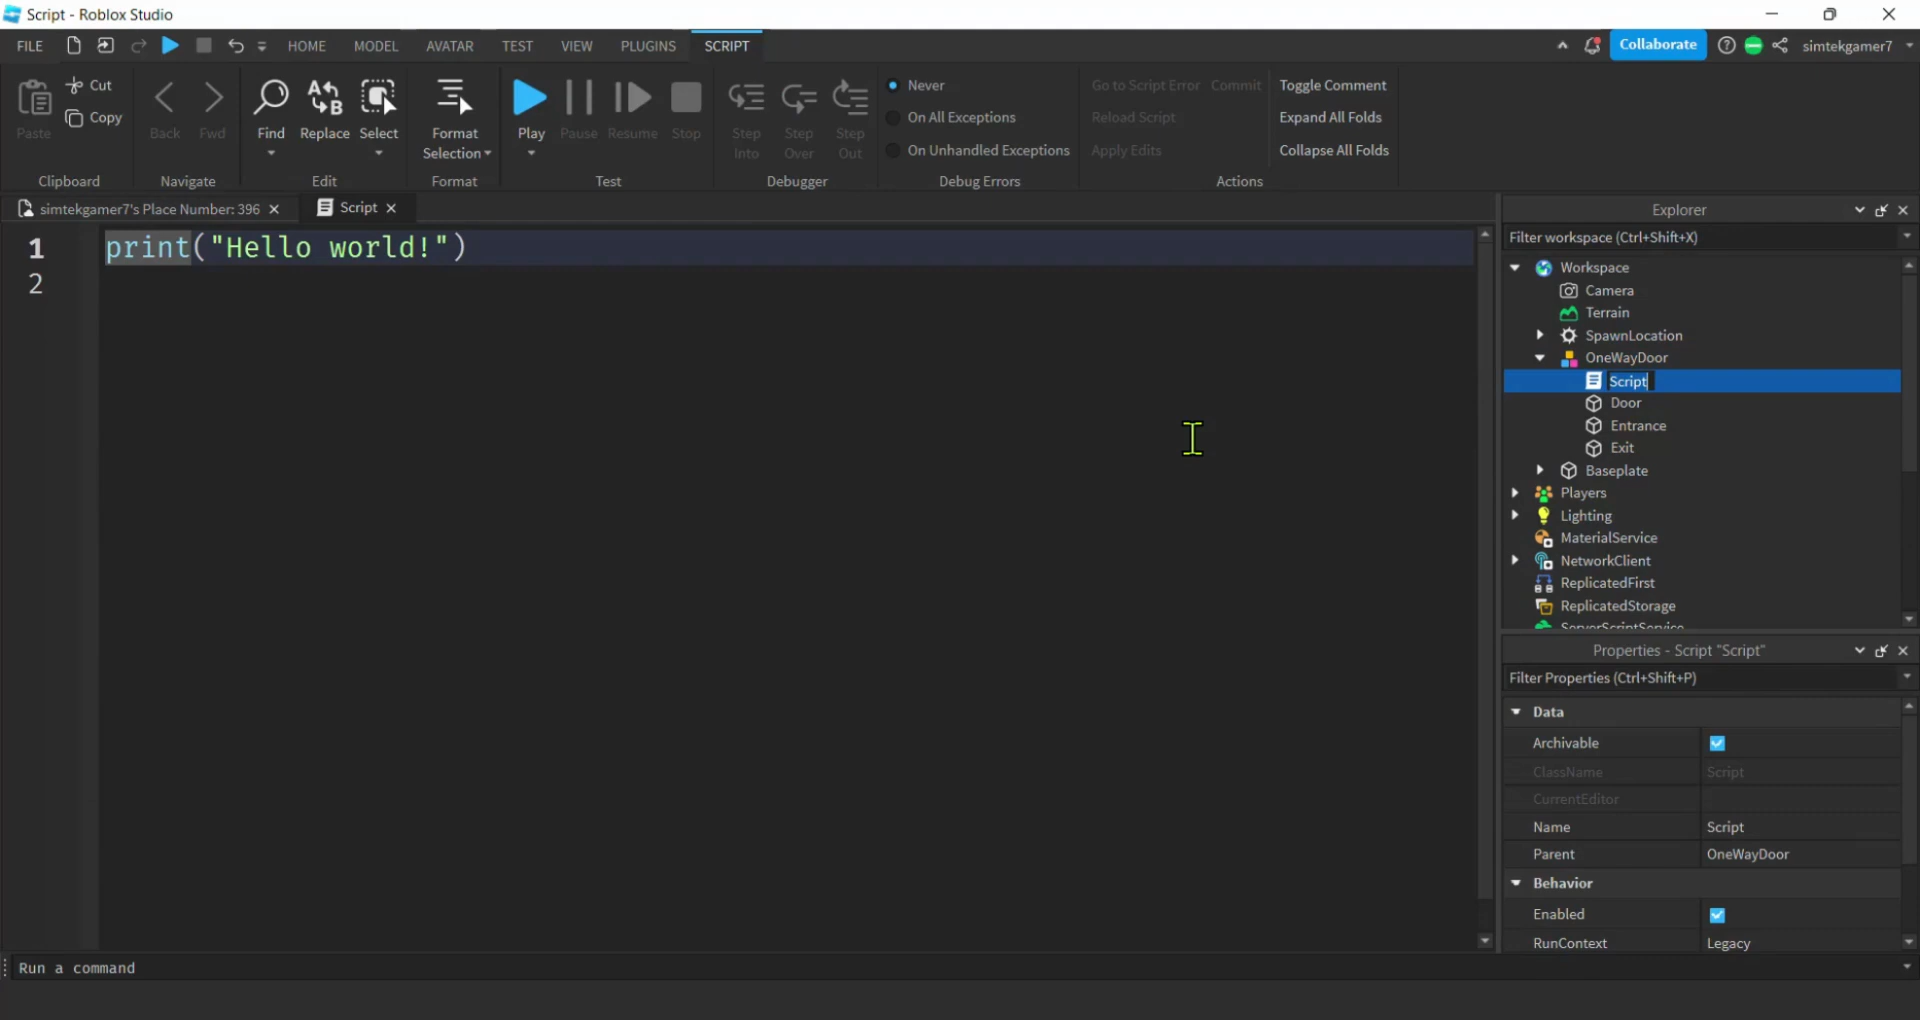 Script - Roblox Studio
FILE HOME MODEL AVATAR TEST VIEW PLUGINS SCRIPT Collaborate simtekgamer7
Paste Cut Copy
Clipboard
Back Fwd
Navigate
Find Replace Select
Edit
Format
Selection
Format
Play Pause Resume Stop
Test
Step Into Step Over Step Out
Debugger
Never
On All Exceptions
On Unhandled Exceptions
Debug Errors
Go to Script Error Commit
Reload Script
Apply Edits
Toggle Comment
Expand All Folds
Collapse All Folds
Actions
simtekgamer7's Place Number: 396 Script
1 print("Hello world!")
2
Explorer
Filter workspace (Ctrl+Shift+X)
Workspace
Camera
Terrain
SpawnLocation
OneWayDoor
Script
Door
Entrance
Exit
Baseplate
Players
Lighting
MaterialService
NetworkClient
ReplicatedFirst
ReplicatedStorage
ServerScriptService
Properties - Script "Script"
Filter Properties (Ctrl+Shift+P)
Data
Archivable
ClassName Script
CurrentEditor
Name Script
Parent OneWayDoor
Behavior
Enabled
RunContext Legacy
Run a command